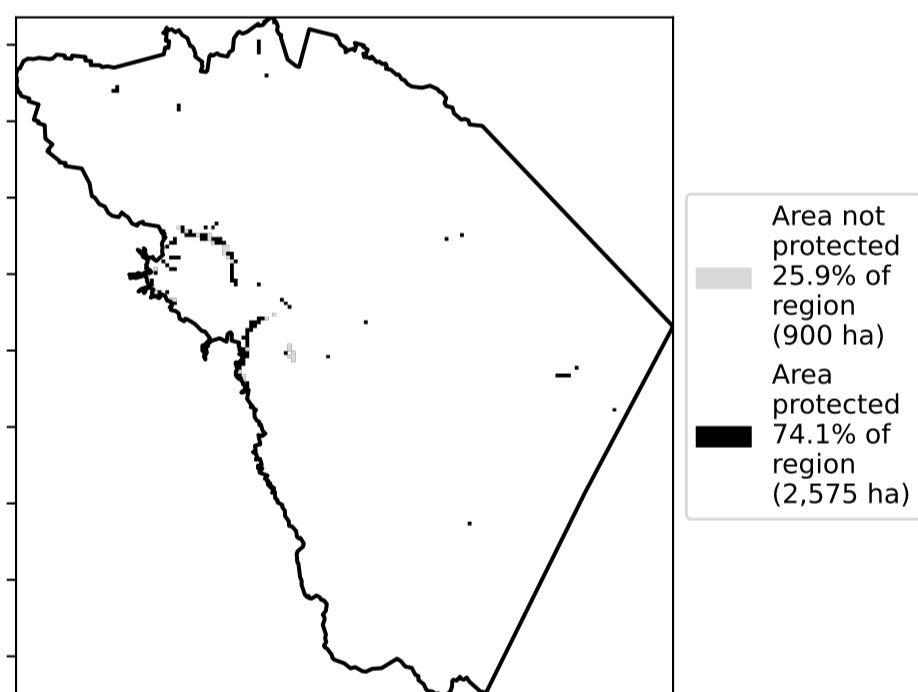 Area not
protected
25.9% of
region
(900 ha)
Area
protected
74.1% of
region
(2,575 ha)